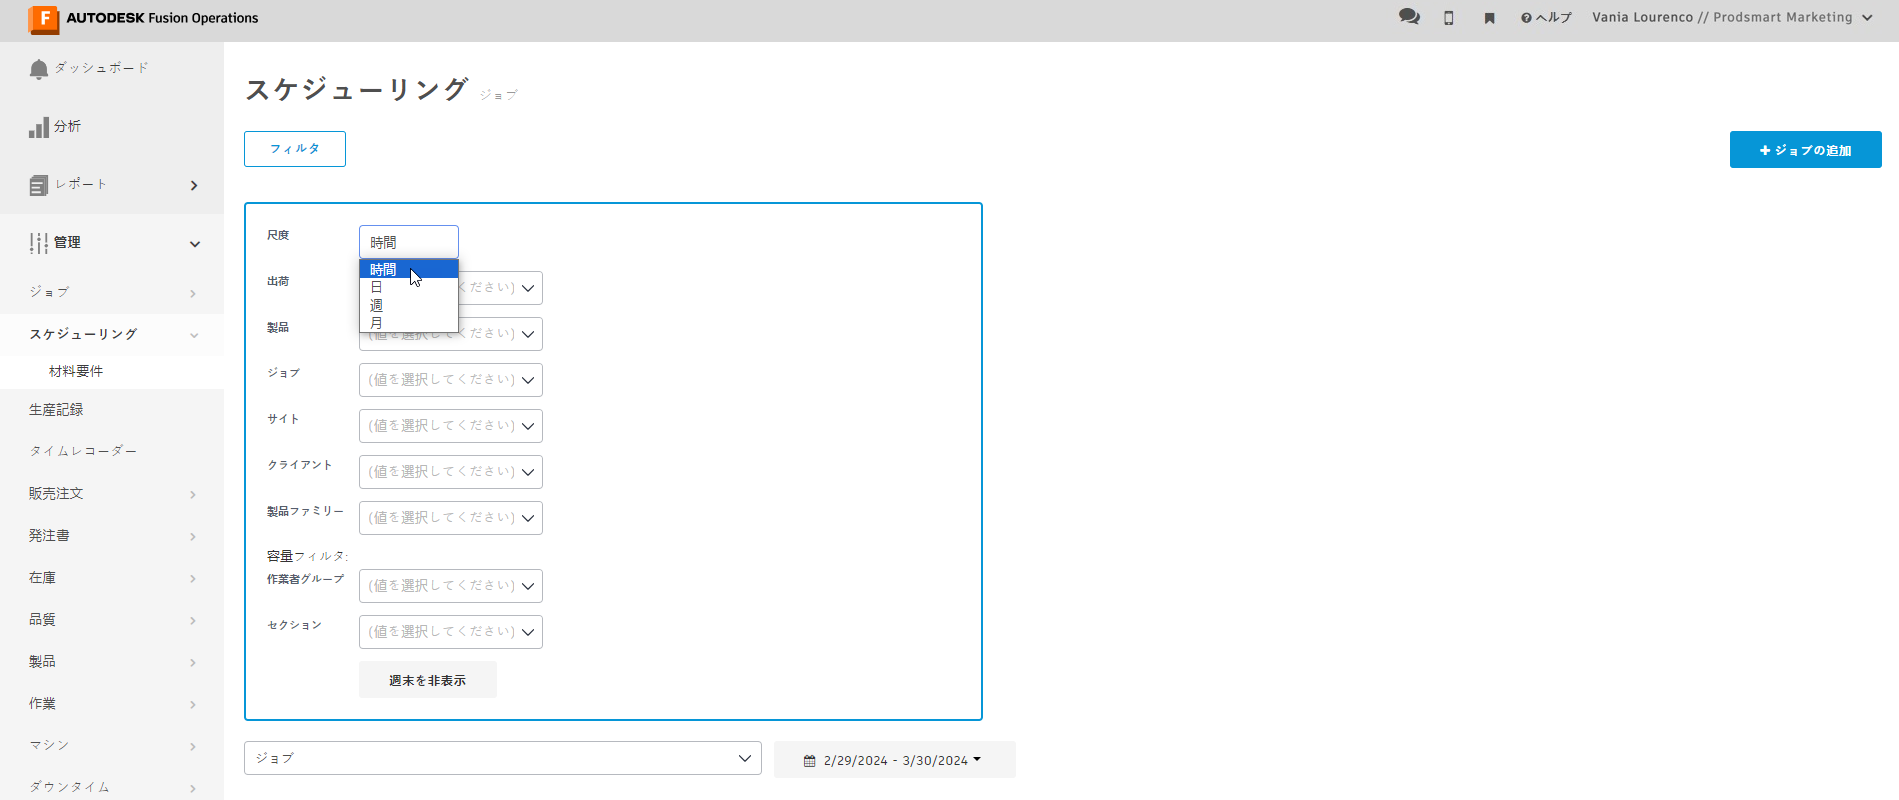 AUTODESK Fusion Operations
ヘルプ
Vania Lourenco // Prodsmart Marketing
ダッシュボード
分析
レポート
管理
ジョブ
スケジューリング
材料要件
生産記録
タイムレコーダー
販売注文
発注書
在庫
品質
製品
作業
マシン
ダウンタイム
スケジューリング ジョブ
フィルタ
+ ジョブの追加
尺度
時間
時間
日
週
月
出荷
ください)
製品
(値を選択してください)
ジョブ
(値を選択してください)
サイト
(値を選択してください)
クライアント
(値を選択してください)
製品ファミリー
(値を選択してください)
容量フィルタ:
作業者グループ
(値を選択してください)
セクション
(値を選択してください)
週末を非表示
ジョブ
2/29/2024 - 3/30/2024